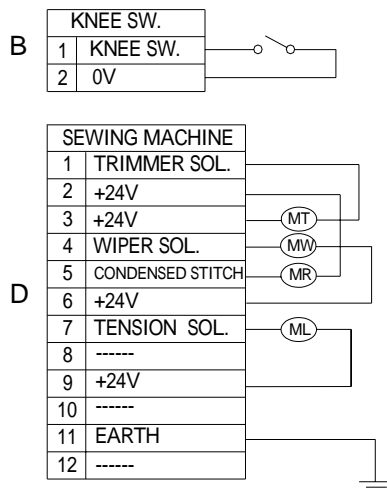 B
KNEE SW.
1 KNEE SW.
2 0V
D
SEWING MACHINE
1 TRIMMER SOL.
2 +24V
3 +24V MT
4 WIPER SOL. MW
5 CONDENSED STITCH MR
6 +24V
7 TENSION SOL. ML
8 ------
9 +24V
10 ------
11 EARTH
12 ------